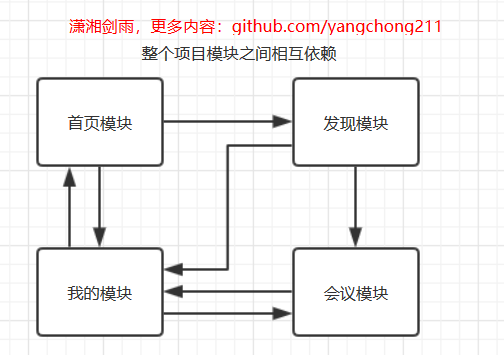 潇湘剑雨，更多内容：github.com/yangchong211
整个项目模块之间相互依赖
首页模块
发现模块
我的模块
会议模块